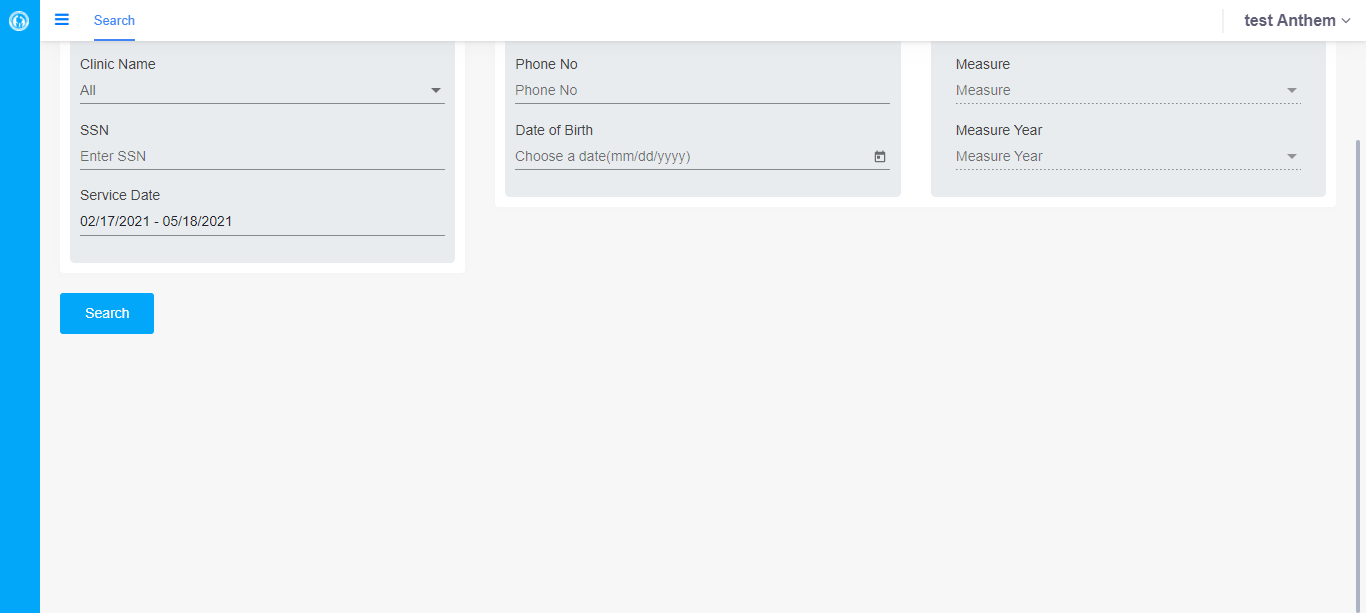 Search
test Anthem
Clinic Name
All
SSN
Enter SSN
Service Date
02/17/2021 - 05/18/2021
Phone No
Phone No
Date of Birth
Choose a date(mm/dd/yyyy)
Measure
Measure
Measure Year
Measure Year
Search